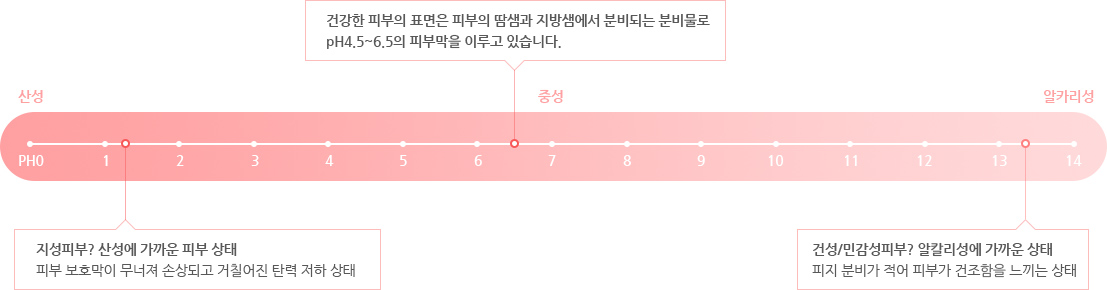 건강한 피부의 표면은 피부의 땀샘과 지방샘에서 분비되는 분비물로
pH4.5~6.5의 피부막을 이루고 있습니다.
산성
중성
알카리성
PH0 1 2 3 4 5 6 7 8 9 10 11 12 13 14
지성피부? 산성에 가까운 피부 상태
피부 보호막이 무너져 손상되고 거칠어진 탄력 저하 상태
건성/민감성피부? 알칼리성에 가까운 상태
피지 분비가 적어 피부가 건조함을 느끼는 상태